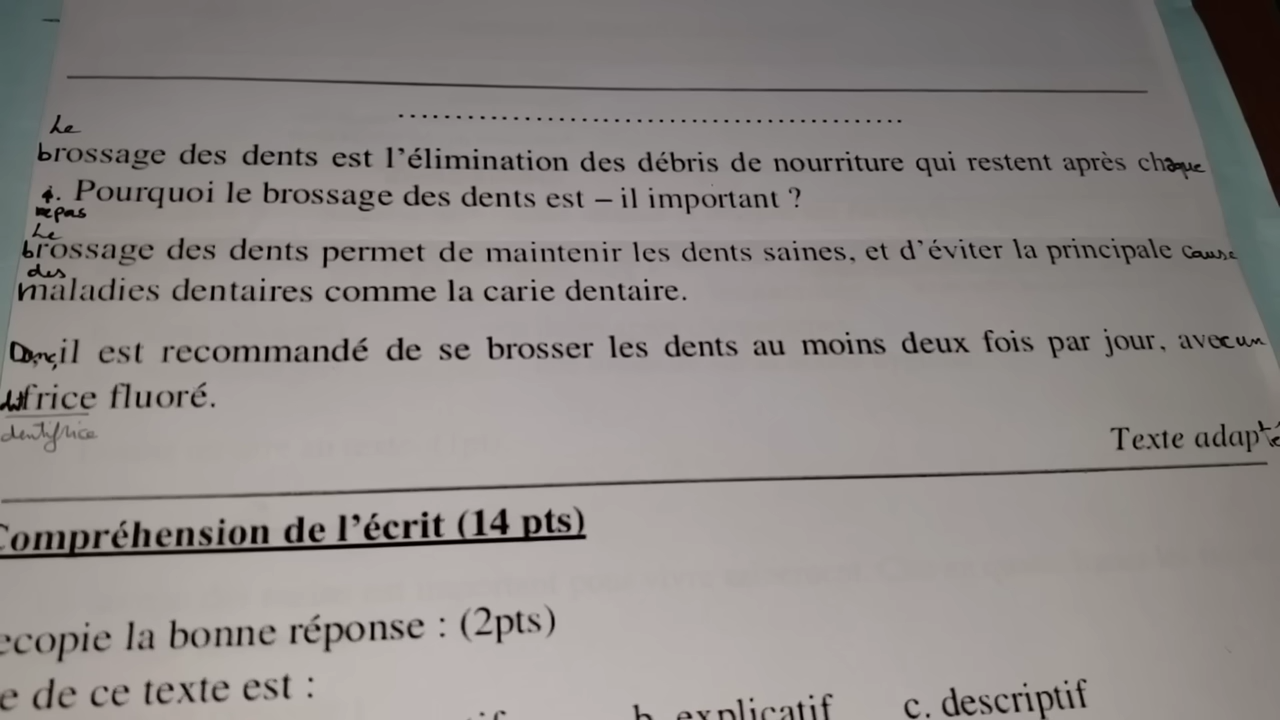 ........................................................
Le
brossage des dents est l'élimination des débris de nourriture qui restent après chaque
repas. Pourquoi le brossage des dents est – il important ?
Le
brossage des dents permet de maintenir les dents saines, et d'éviter la principale cause
des
maladies dentaires comme la carie dentaire.
Donc, il est recommandé de se brosser les dents au moins deux fois par jour, avec un
frice fluoré.
dentifrice
Texte adapté
Compréhension de l'écrit (14 pts)
ecopie la bonne réponse : (2pts)
e de ce texte est :
b. explicatif c. descriptif